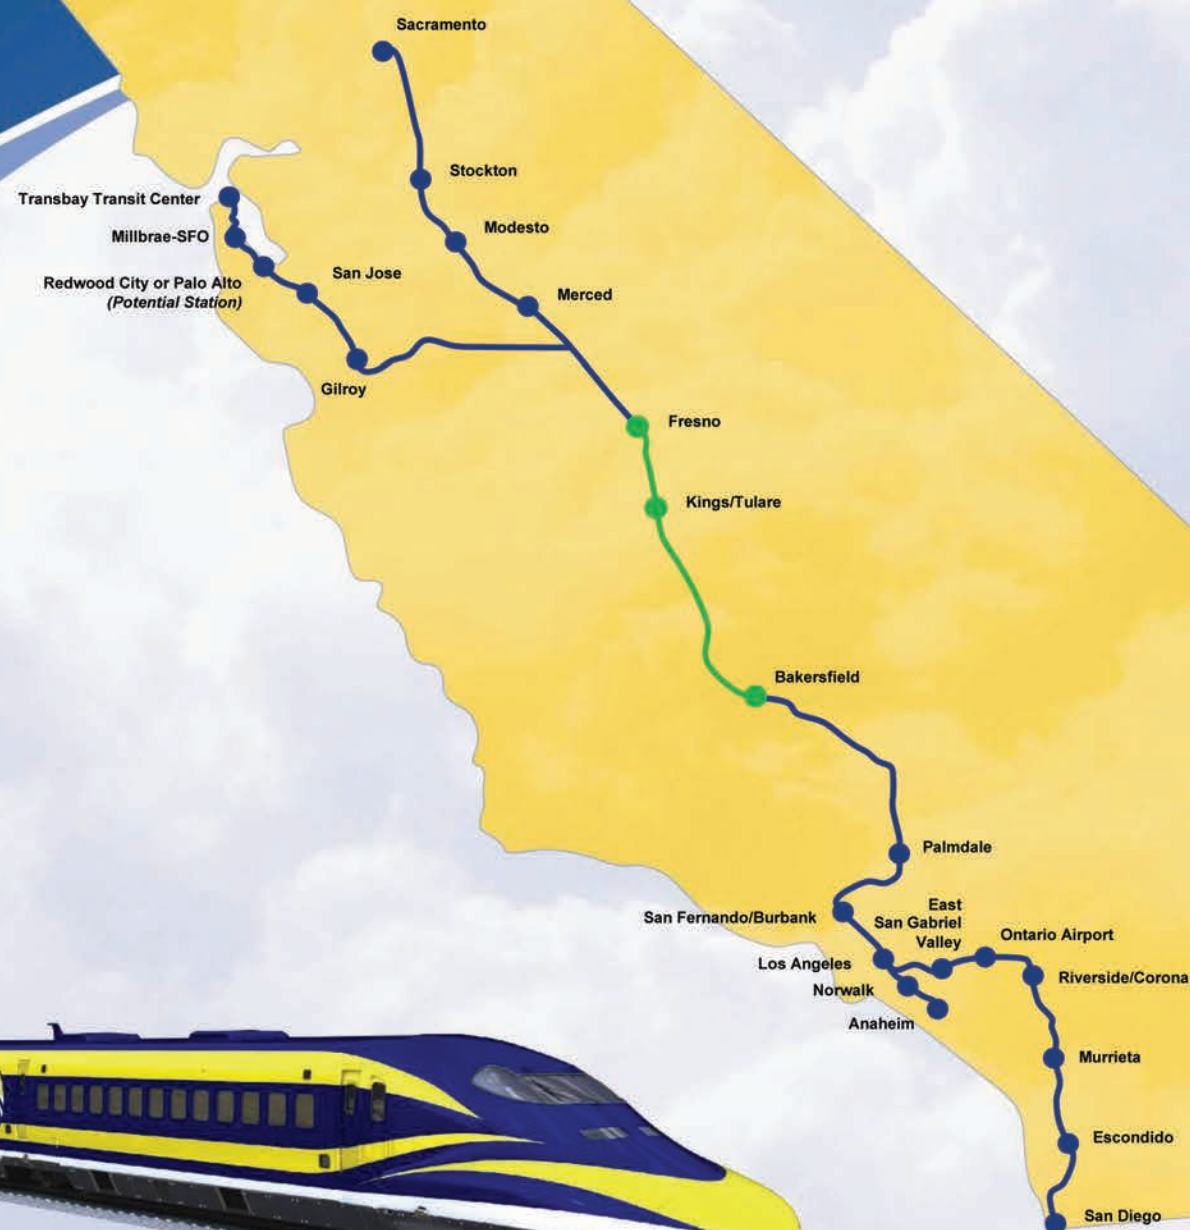 Sacramento
Stockton
Transbay Transit Center
Modesto
Millbrae-SFO
San Jose
Redwood City or Palo Alto
(Potential Station)
Merced
Gilroy
Fresno
Kings/Tulare
Bakersfield
Palmdale
San Fernando/Burbank
East
San Gabriel
Valley
Ontario Airport
Los Angeles
Riverside/Corona
Norwalk
Anaheim
Murrieta
Escondido
San Diego